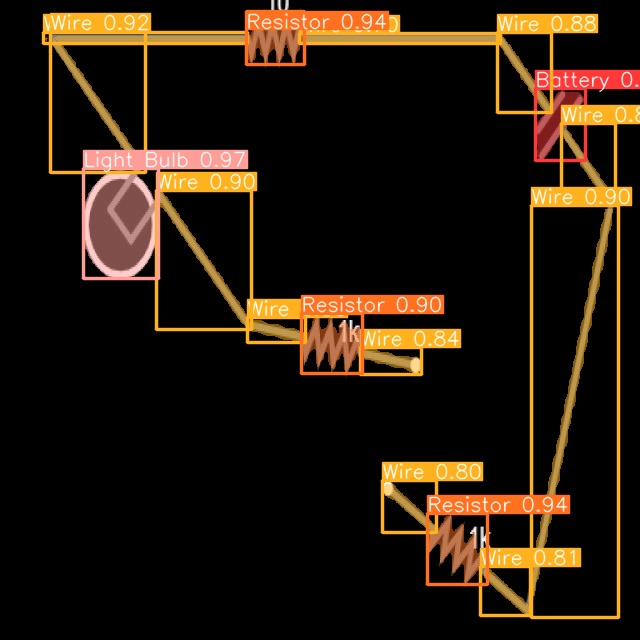 10
Wire 0.92
Resistor 0.94
Wire 0.88
Battery 0.
Wire 0.8
Light Bulb 0.97
Wire 0.90
Wire 0.90
Wire
Resistor 0.90
1k
Wire 0.84
Wire 0.80
Resistor 0.94
1k
Wire 0.81